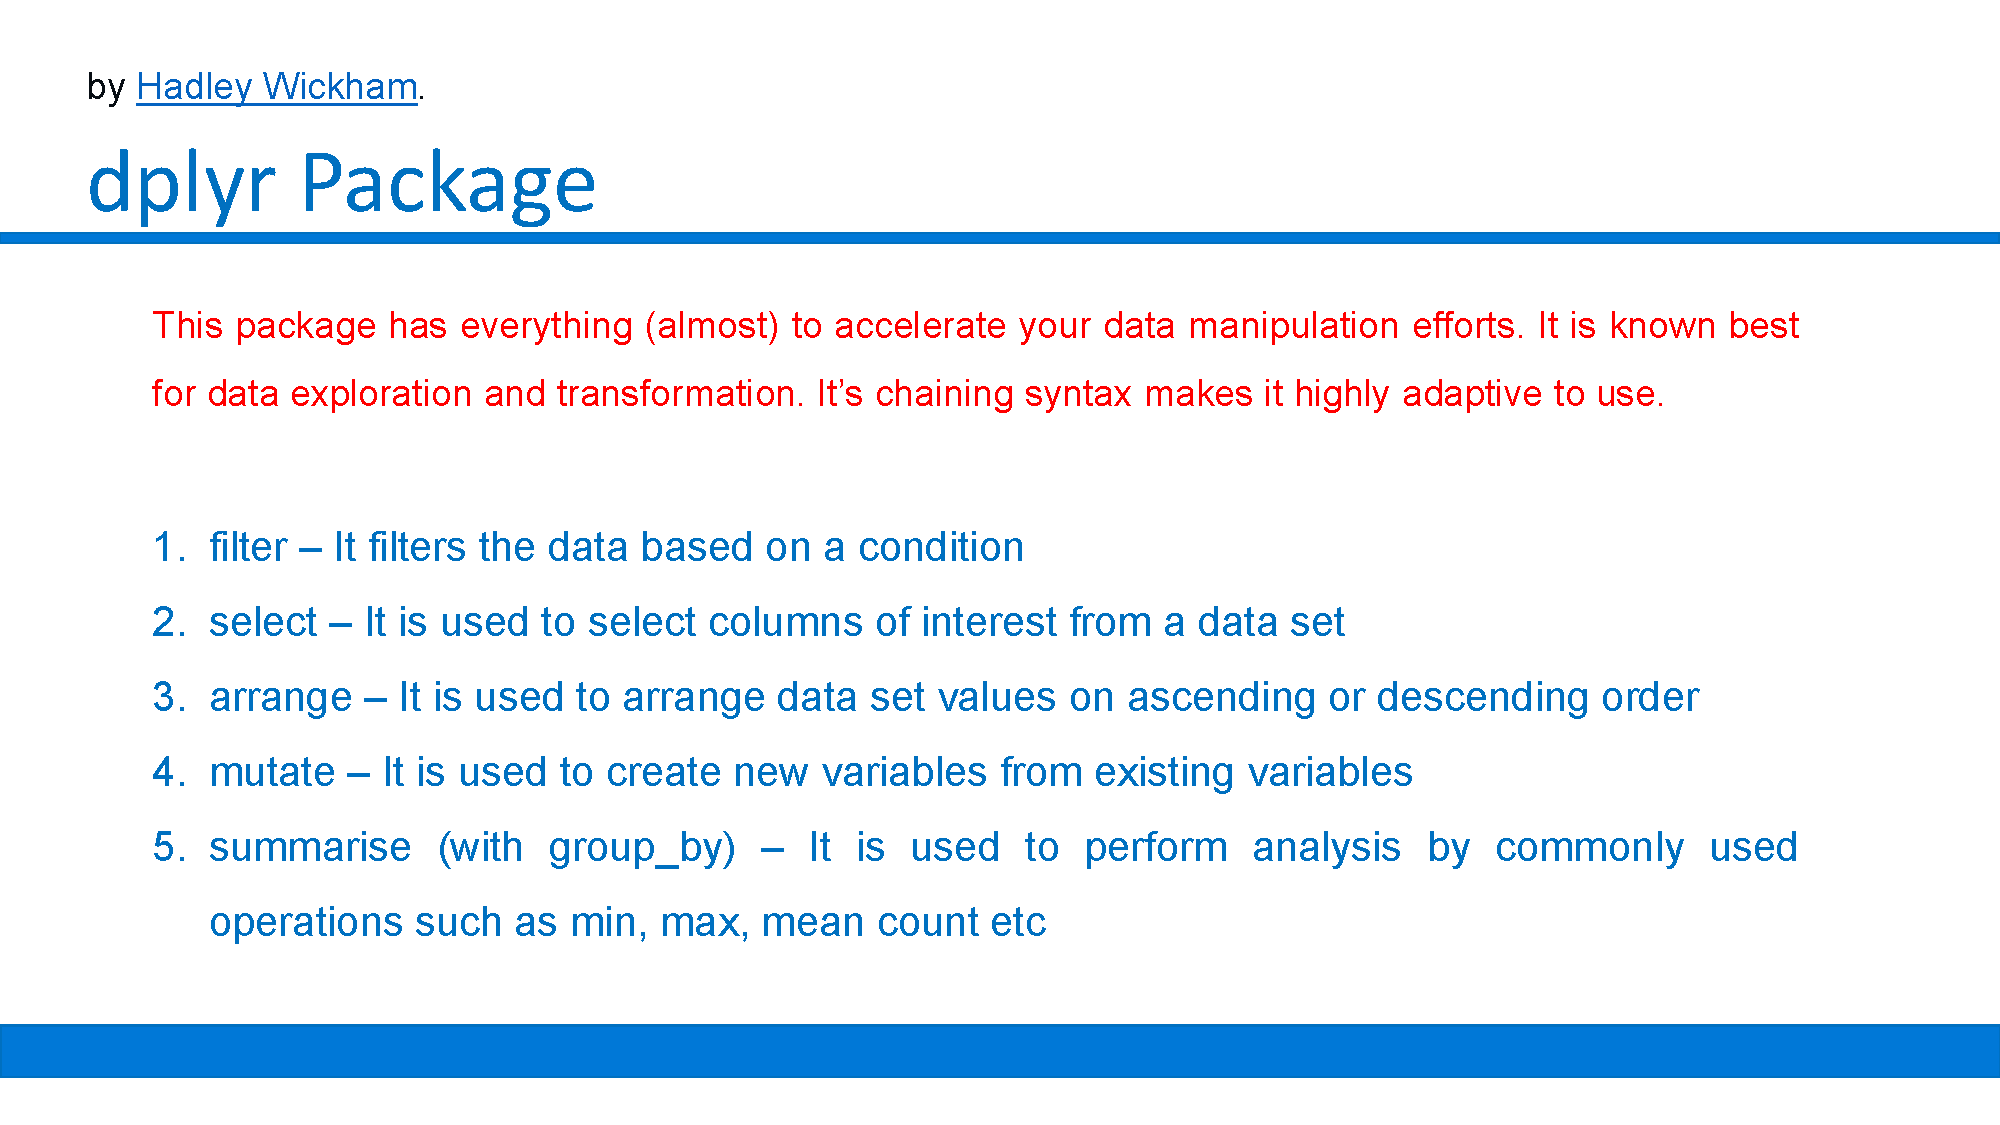 by Hadley Wickham.
dplyr Package
This package has everything (almost) to accelerate your data manipulation efforts. It is known best
for data exploration and transformation. It’s chaining syntax makes it highly adaptive to use.
1. filter – It filters the data based on a condition
2. select – It is used to select columns of interest from a data set
3. arrange – It is used to arrange data set values on ascending or descending order
4. mutate – It is used to create new variables from existing variables
5. summarise (with group_by) – It is used to perform analysis by commonly used
operations such as min, max, mean count etc